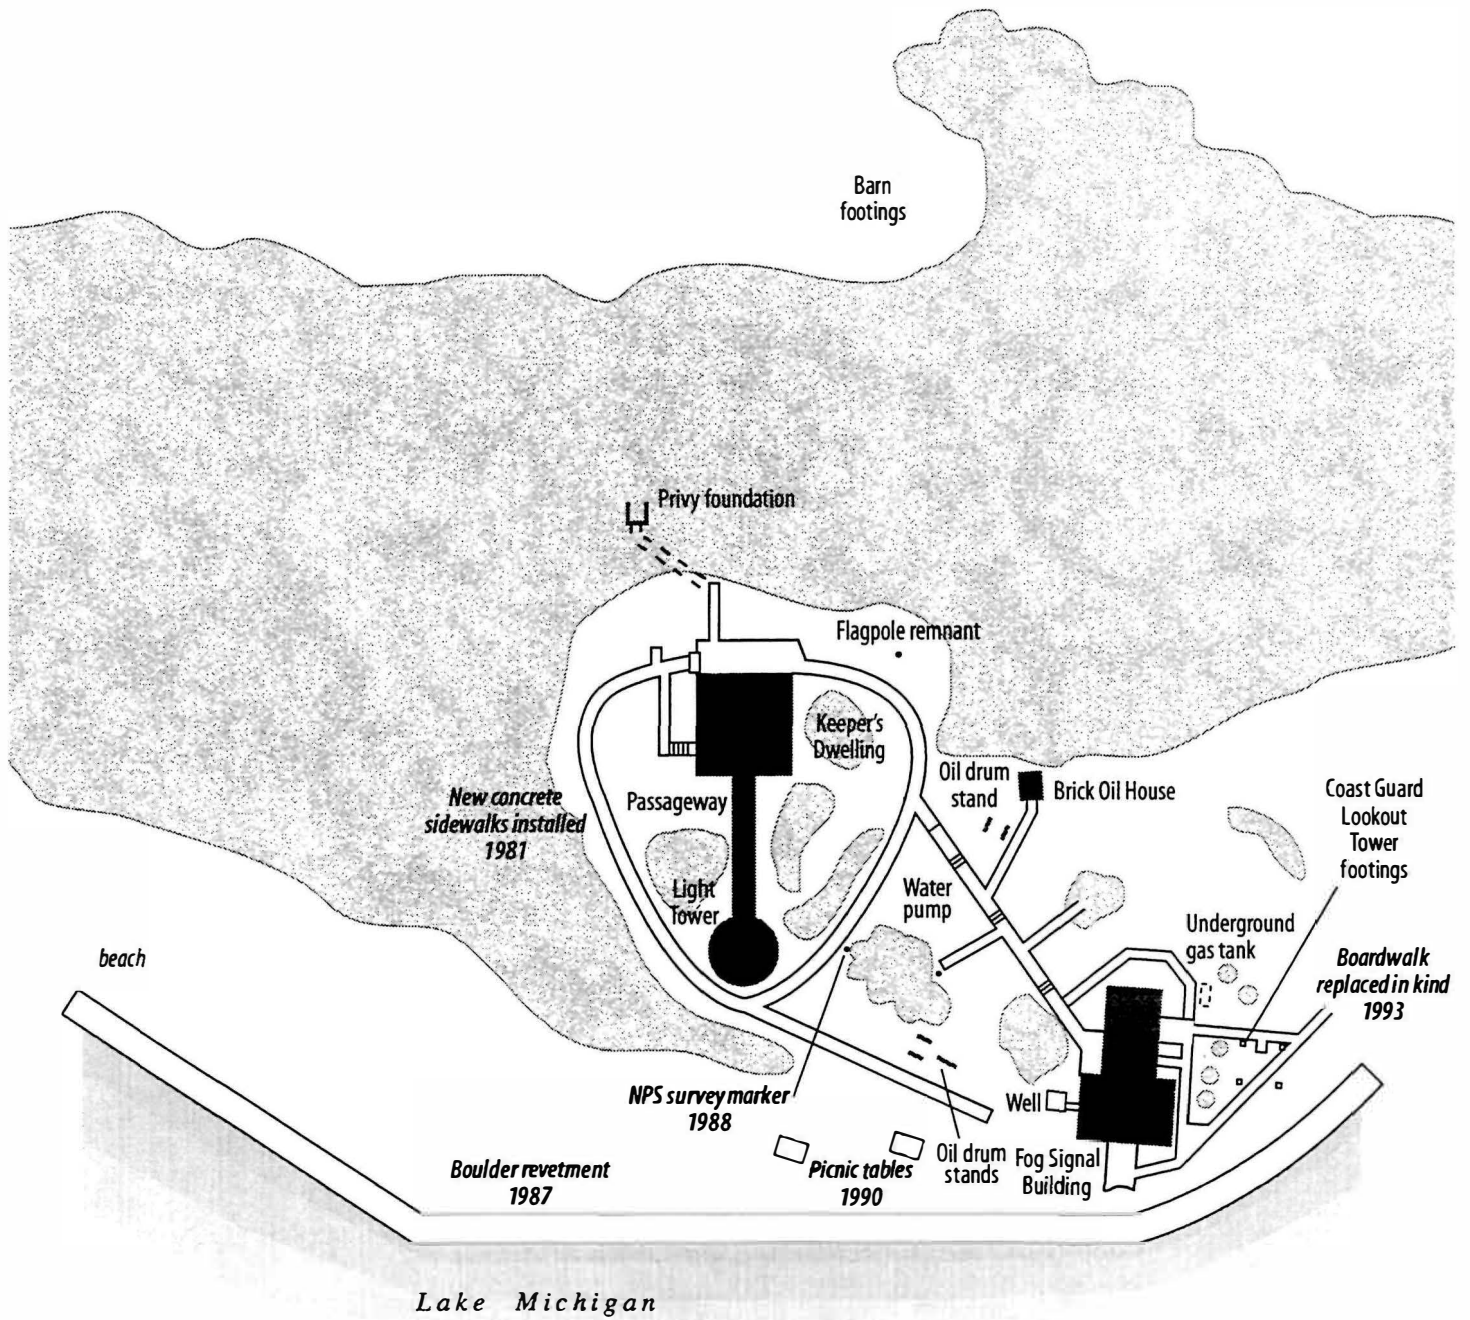 Barn
footings
Privy foundation
Flagpole remnant
Keeper's
Dwelling
Oil drum
stand
Brick Oil House
Coast Guard
Lookout
Tower
footings
New concrete
sidewalks installed
1981
Passageway
Light
Tower
Water
pump
Underground
gas tank
Boardwalk
replaced in kind
1993
beach
NPS survey marker
1988
Well
Boulder revetment
1987
Picnic tables
1990
Oil drum
stands
Fog Signal
Building
Lake Michigan